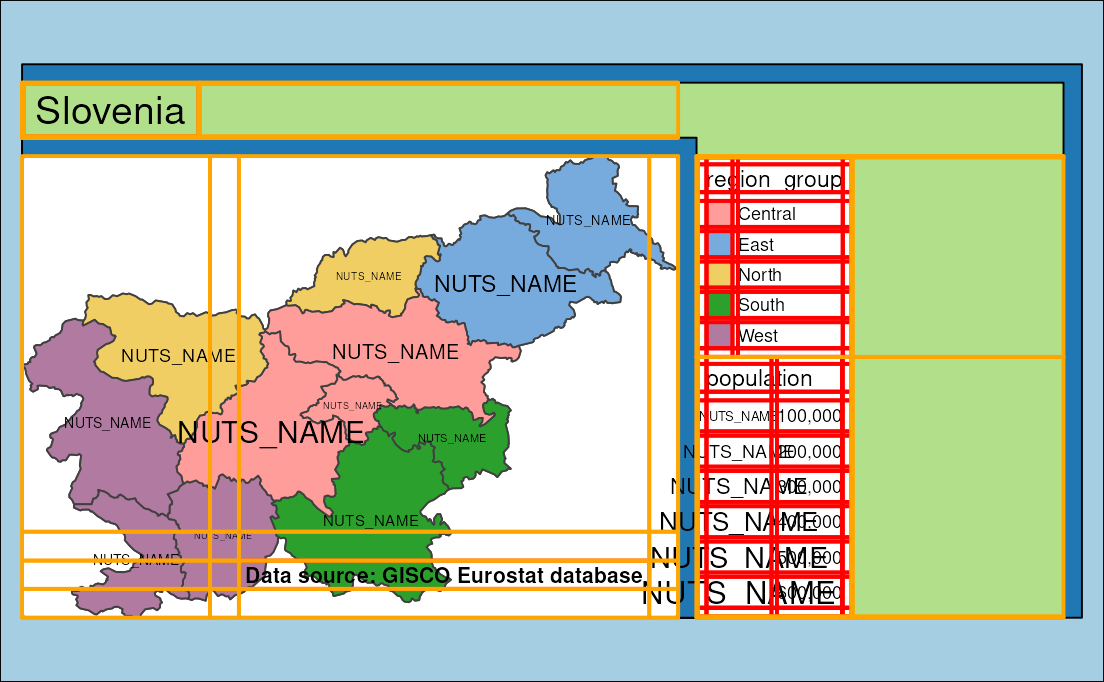 Slovenia
NUTS_NAME
NUTS_NAME
NUTS_NAME
NUTS_NAME
NUTS_NAME
NUTS_NAME
NUTS_NAME
NUTS_NAME
NUTS_NAME
NUTS_NAME
NUTS_NAME
NUTS_NAME
Data source: GISCO Eurostat database
region_group
Central
East
North
South
West
population
NUTS_NAME 100,000
NUTS_NAME 200,000
NUTS_NAME 300,000
NUTS_NAME 400,000
NUTS_NAME 500,000
NUTS_NAME 600,000